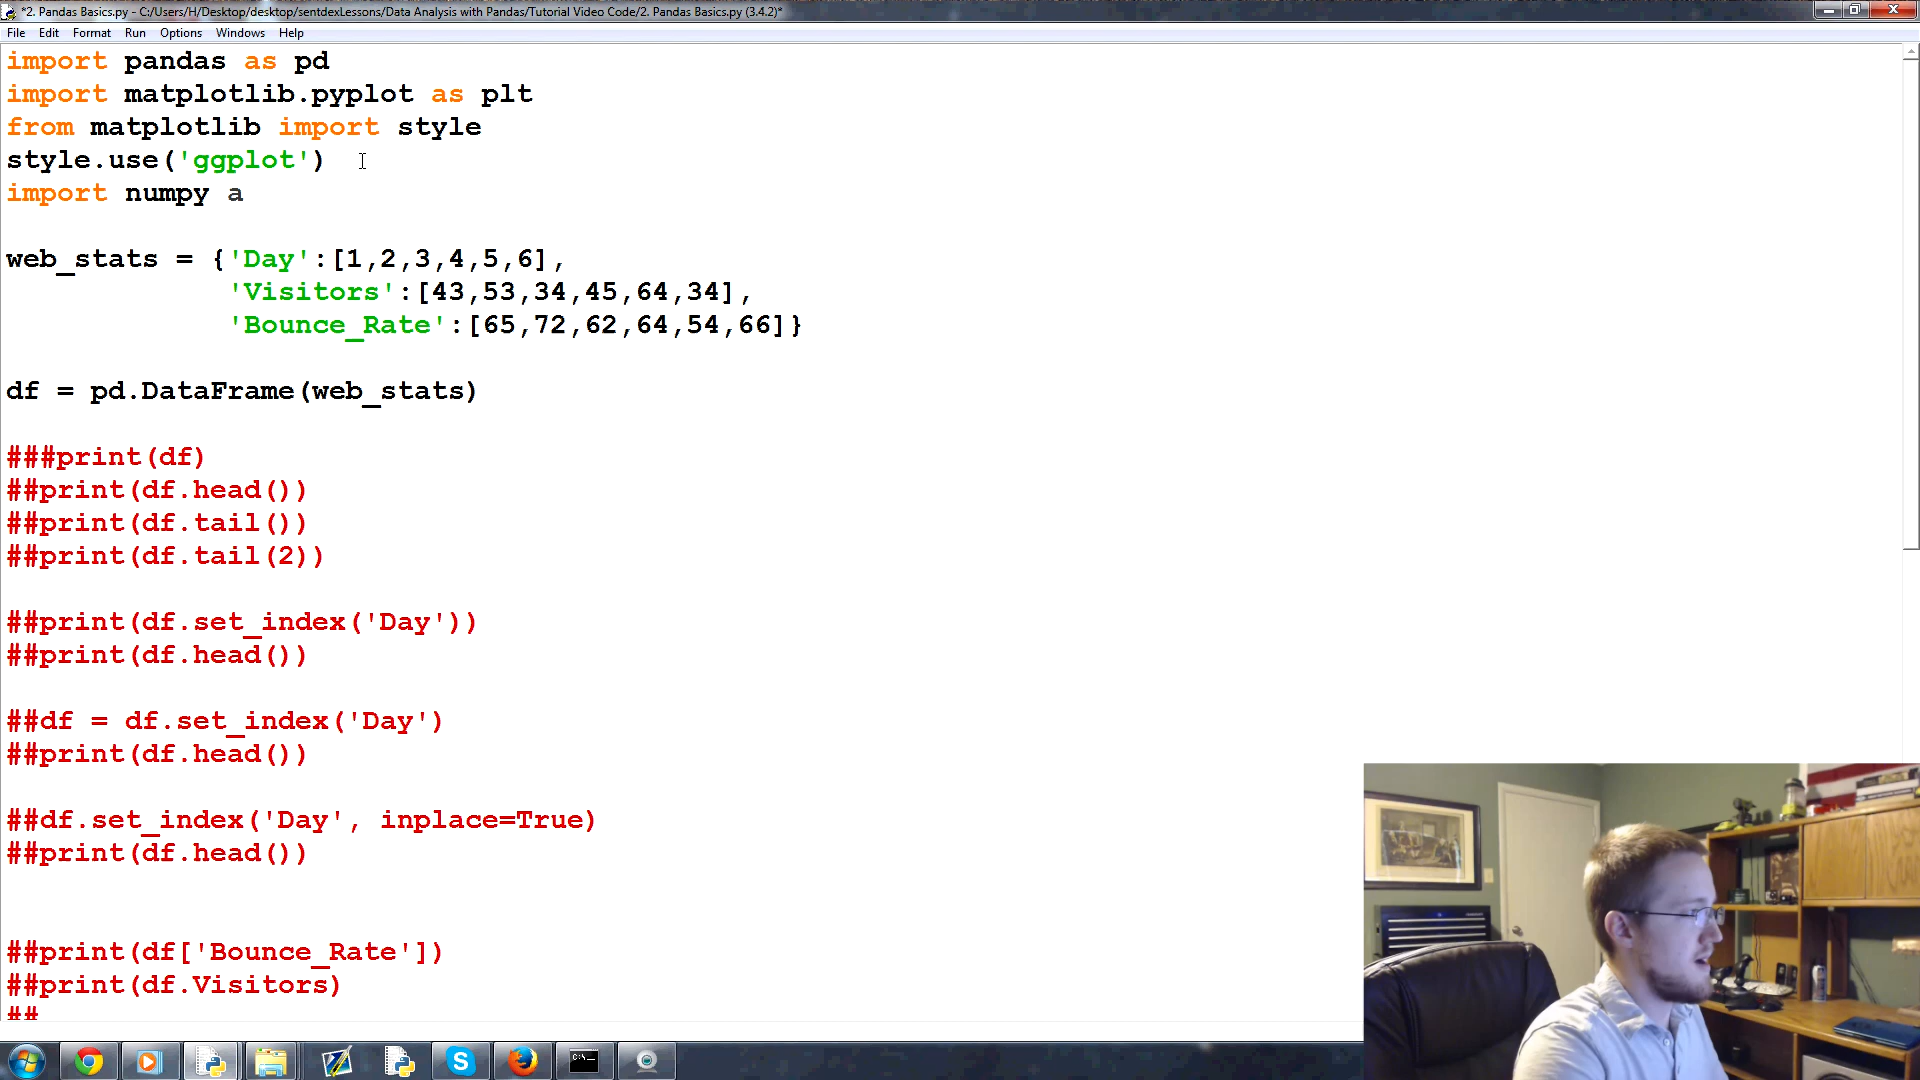 *2. Pandas Basics.py - C:/Users/H/Desktop/desktop/sentdexLessons/Data Analysis with Pandas/Tutorial Video Code/2. Pandas Basics.py (3.4.2)*
File Edit Format Run Options Windows Help
import pandas as pd
import matplotlib.pyplot as plt
from matplotlib import style
style.use('ggplot')
import numpy a
web_stats = {'Day':[1,2,3,4,5,6],
'Visitors':[43,53,34,45,64,34],
'Bounce_Rate':[65,72,62,64,54,66]}
df = pd.DataFrame(web_stats)
###print(df)
##print(df.head())
##print(df.tail())
##print(df.tail(2))
##print(df.set_index('Day'))
##print(df.head())
##df = df.set_index('Day')
##print(df.head())
##df.set_index('Day', inplace=True)
##print(df.head())
##print(df['Bounce_Rate'])
##print(df.Visitors)
##